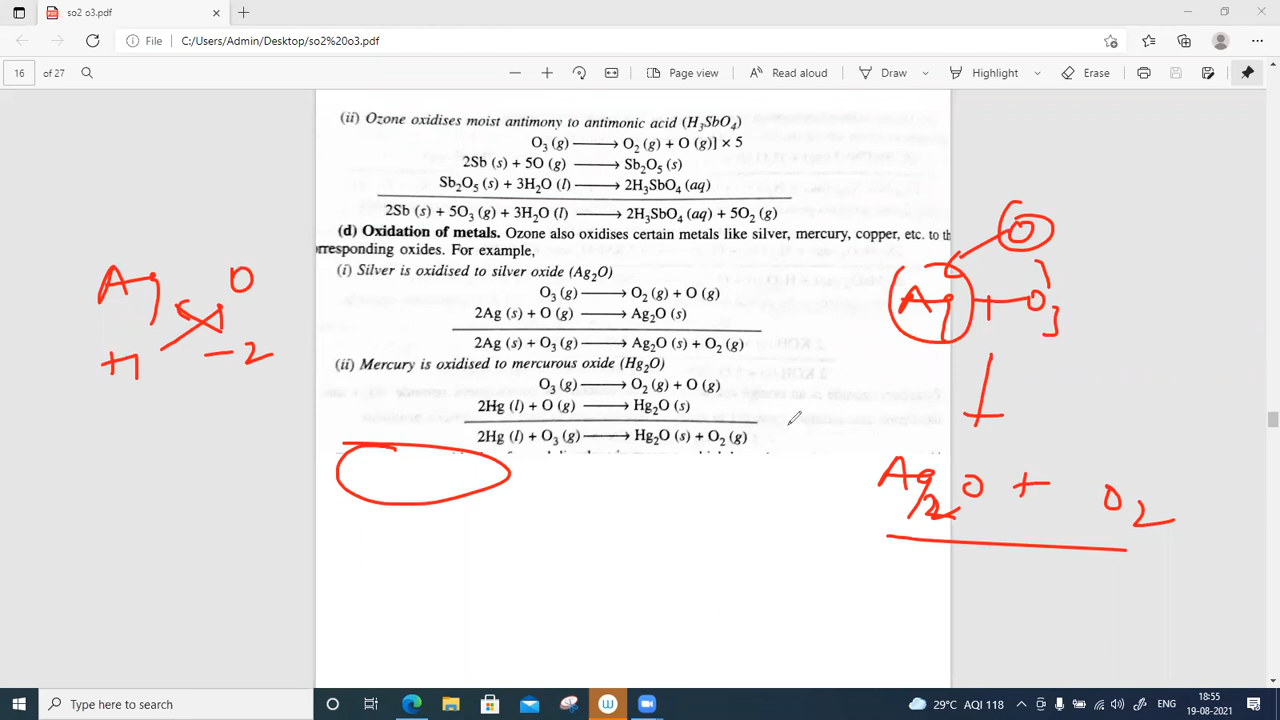 so2 o3.pdf
File C:/Users/Admin/Desktop/so2%20o3.pdf
16 of 27 Page view Read aloud Draw Highlight Erase
(ii) Ozone oxidises moist antimony to antimonic acid (H₃SbO₄)
O₃ (g) ⟶ O₂ (g) + O (g)] × 5
2Sb (s) + 5O (g) ⟶ Sb₂O₅ (s)
Sb₂O₅ (s) + 3H₂O (l) ⟶ 2H₃SbO₄ (aq)
2Sb (s) + 5O₃ (g) + 3H₂O (l) ⟶ 2H₃SbO₄ (aq) + 5O₂ (g)
(d) Oxidation of metals. Ozone also oxidises certain metals like silver, mercury, copper, etc. to th
orresponding oxides. For example,
(i) Silver is oxidised to silver oxide (Ag₂O)
O₃ (g) ⟶ O₂ (g) + O (g)
2Ag (s) + O (g) ⟶ Ag₂O (s)
2Ag (s) + O₃ (g) ⟶ Ag₂O (s) + O₂ (g)
(ii) Mercury is oxidised to mercurous oxide (Hg₂O)
O₃ (g) ⟶ O₂ (g) + O (g)
2Hg (l) + O (g) ⟶ Hg₂O (s)
2Hg (l) + O₃ (g) ⟶ Hg₂O (s) + O₂ (g)
Ag O
+1 -2
O
Ag + O₃
Ag₂O + O₂
Type here to search
29°C AQI 118 ENG
18:55
19-08-2021